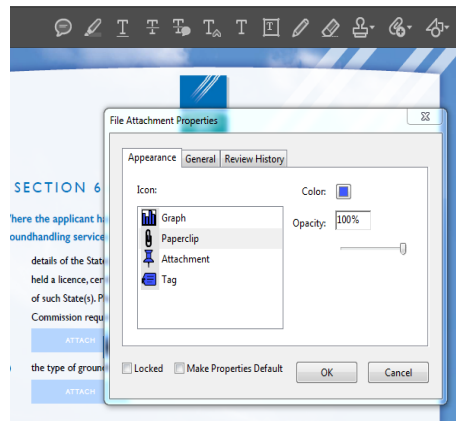 File Attachment Properties
Appearance General Review History
Icon:
Color:
Graph
Paperclip
Attachment
Tag
Opacity: 100%
Locked
Make Properties Default
OK
Cancel
SECTION 6
here the applicant ha
oundhandling service
details of the State
held a licence, cer
of such State(s). P
Commission requ
ATTACH
the type of groun
ATTACH